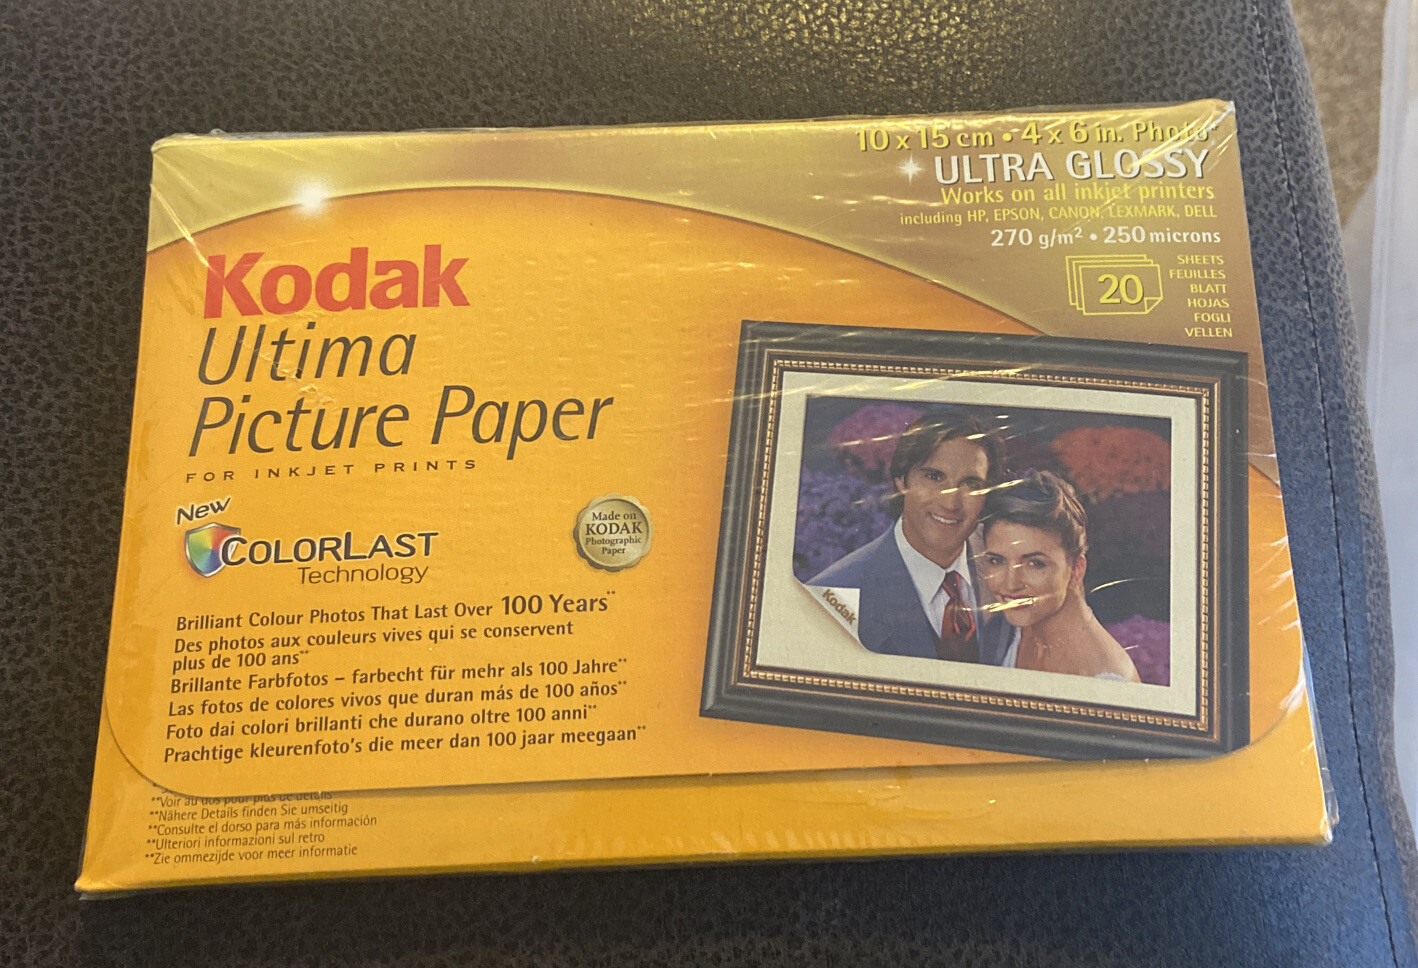 10 x 15 cm • 4 x 6 in. Photo*
ULTRA GLOSSY
Works on all inkjet printers
including HP, EPSON, CANON, LEXMARK, DELL
270 g/m² • 250 microns
20
SHEETS
FEUILLES
BLATT
HOJAS
FOGLI
VELLEN
Kodak
Ultima
Picture Paper
FOR INKJET PRINTS
New
COLORLAST
Technology
Made on
KODAK
Photographic
Paper
Kodak
Brilliant Colour Photos That Last Over 100 Years**
Des photos aux couleurs vives qui se conservent
plus de 100 ans**
Brillante Farbfotos – farbecht für mehr als 100 Jahre**
Las fotos de colores vivos que duran más de 100 años**
Foto dai colori brillanti che durano oltre 100 anni**
Prachtige kleurenfoto's die meer dan 100 jaar meegaan**
**Voir au dos pour plus de détails
**Nähere Details finden Sie umseitig
**Consulte el dorso para más información
**Ulteriori informazioni sul retro
**Zie ommezijde voor meer informatie